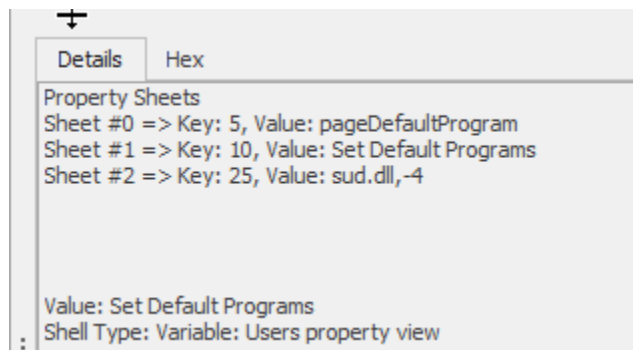 Details Hex
Property Sheets
Sheet #0 => Key: 5, Value: pageDefaultProgram
Sheet #1 => Key: 10, Value: Set Default Programs
Sheet #2 => Key: 25, Value: sud.dll,-4
Value: Set Default Programs
Shell Type: Variable: Users property view